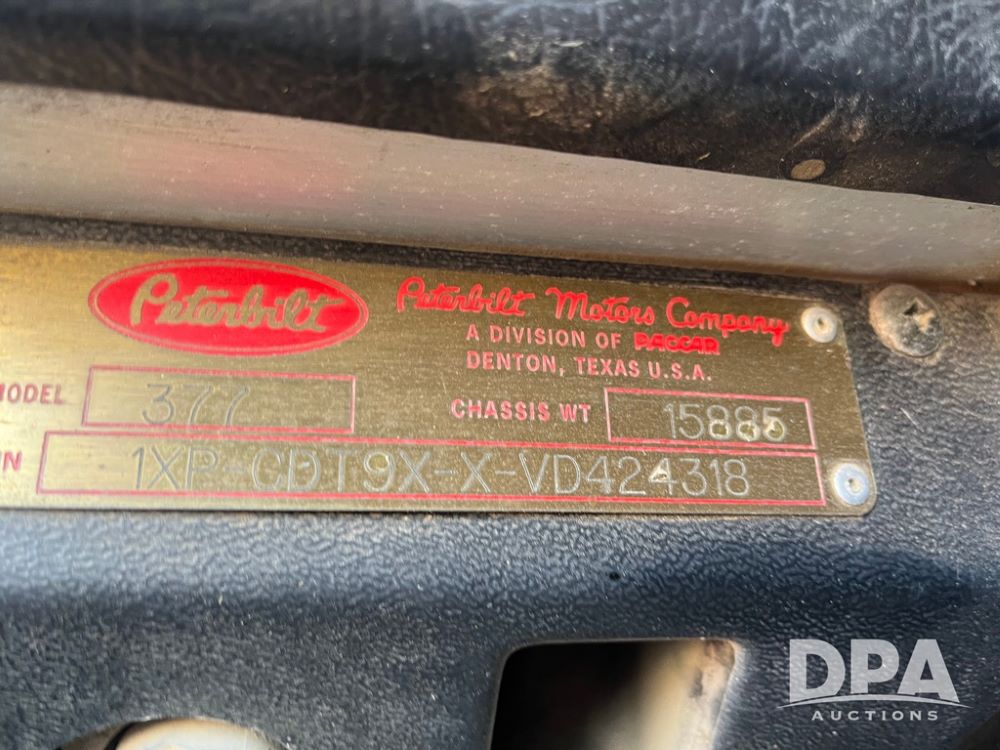 Peterbilt
Peterbilt Motors Company
A DIVISION OF PACCAR
DENTON, TEXAS U.S.A.
MODEL 377
CHASSIS WT 15885
IN 1XP-CDT9X-X-VD424318
DPA
AUCTIONS